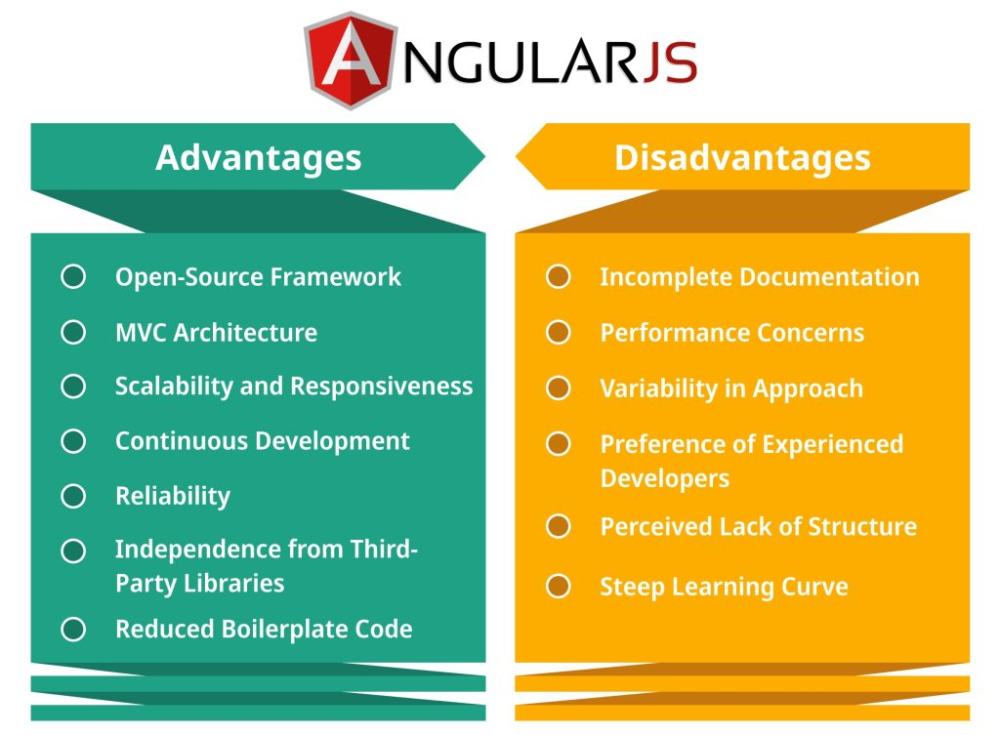 ANGULARJS
Advantages
Open-Source Framework
MVC Architecture
Scalability and Responsiveness
Continuous Development
Reliability
Independence from Third-
Party Libraries
Reduced Boilerplate Code
Disadvantages
Incomplete Documentation
Performance Concerns
Variability in Approach
Preference of Experienced
Developers
Perceived Lack of Structure
Steep Learning Curve